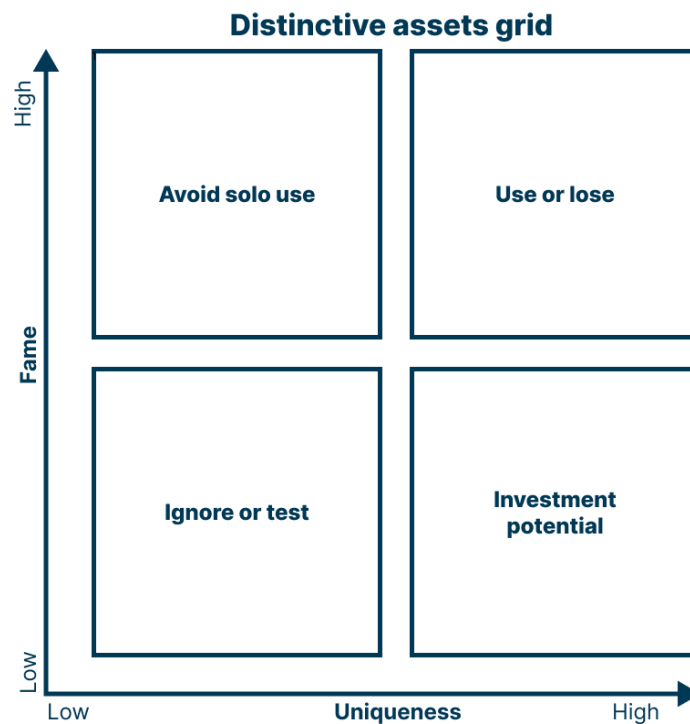 Distinctive assets grid
High
Avoid solo use
Use or lose
Fame
Ignore or test
Investment
potential
Low
Low
Uniqueness
High